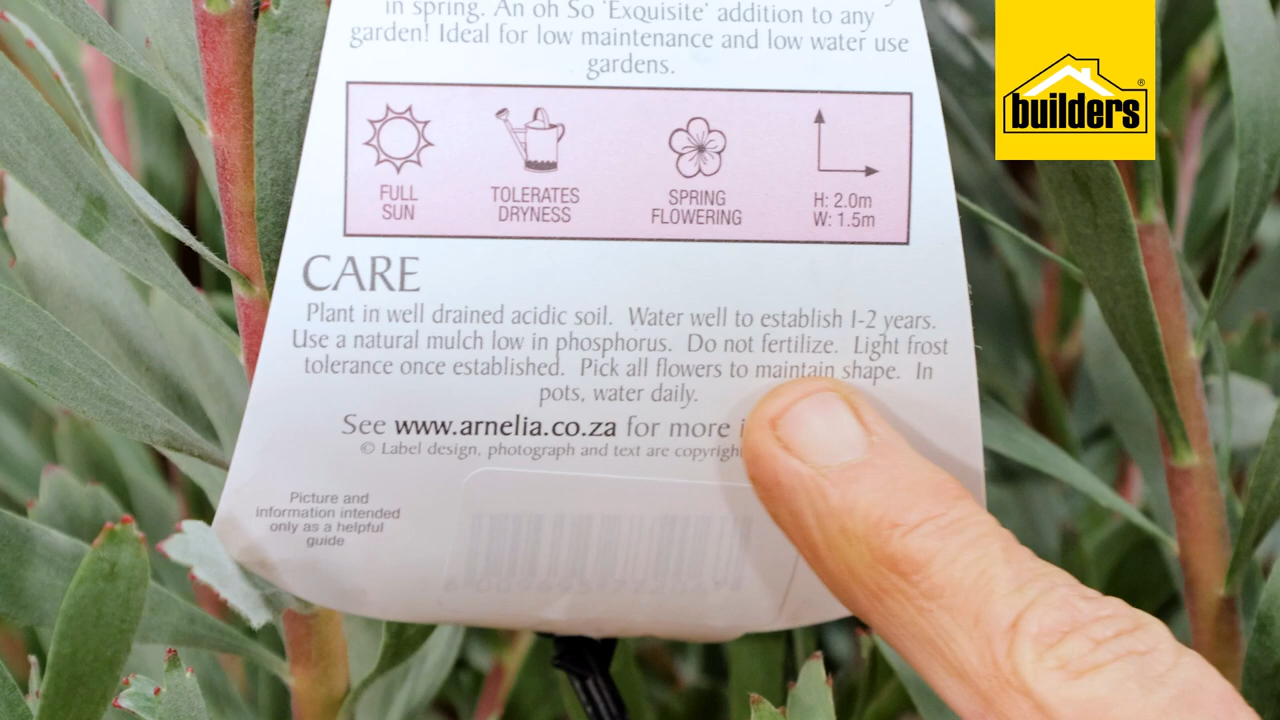 in spring. An oh So 'Exquisite' addition to any
garden! Ideal for low maintenance and low water use
gardens.
builders®
FULL
SUN
TOLERATES
DRYNESS
SPRING
FLOWERING
H: 2.0m
W: 1.5m
CARE
Plant in well drained acidic soil. Water well to establish 1-2 years.
Use a natural mulch low in phosphorus. Do not fertilize. Light frost
tolerance once established. Pick all flowers to maintain shape. In
pots, water daily.
See www.arnelia.co.za for more
© Label design, photograph and text are
Picture and
information intended
only as a helpful
guide